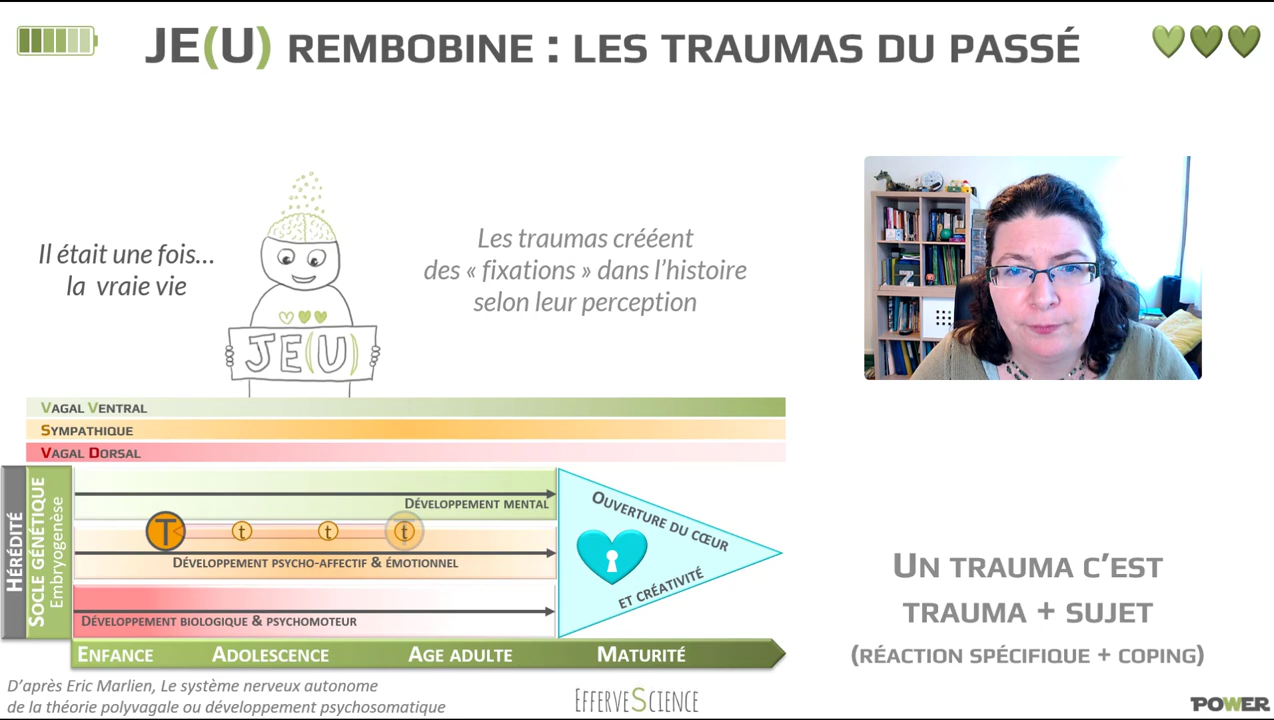 JE(U) REMBOBINE : LES TRAUMAS DU PASSÉ
Il était une fois…
la vraie vie
JE(U)
Les traumas créént
des « fixations » dans l'histoire
selon leur perception
VAGAL VENTRAL
SYMPATHIQUE
VAGAL DORSAL
HÉRÉDITÉ
SOCLE GÉNÉTIQUE
Embryogenèse
DÉVELOPPEMENT MENTAL
T t t t
DÉVELOPPEMENT PSYCHO-AFFECTIF & ÉMOTIONNEL
DÉVELOPPEMENT BIOLOGIQUE & PSYCHOMOTEUR
OUVERTURE DU CŒUR
ET CRÉATIVITÉ
ENFANCE ADOLESCENCE AGE ADULTE MATURITÉ
UN TRAUMA C'EST
TRAUMA + SUJET
(RÉACTION SPÉCIFIQUE + COPING)
D'après Eric Marlien, Le système nerveux autonome
de la théorie polyvagale ou développement psychosomatique
EFFERVESCIENCE
POWER